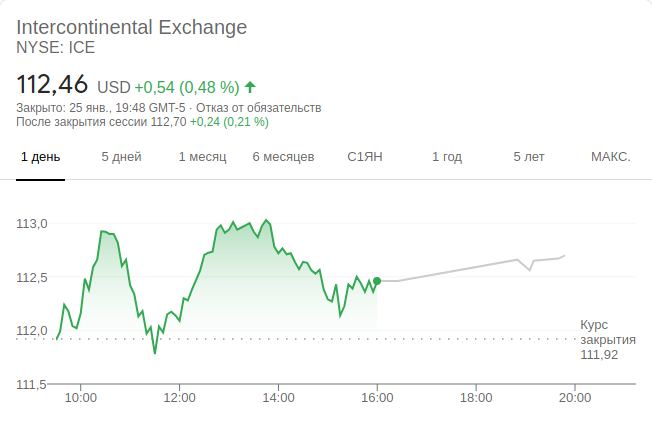 Intercontinental Exchange
NYSE: ICE
112,46 USD +0,54 (0,48 %)
Закрыто: 25 янв., 19:48 GMT-5 · Отказ от обязательств
После закрытия сессии 112,70 +0,24 (0,21 %)
1 день 5 дней 1 месяц 6 месяцев С1ЯН 1 год 5 лет МАКС.
113,0
112,5
112,0
Курс
закрытия
111,92
111,5
10:00 12:00 14:00 16:00 18:00 20:00